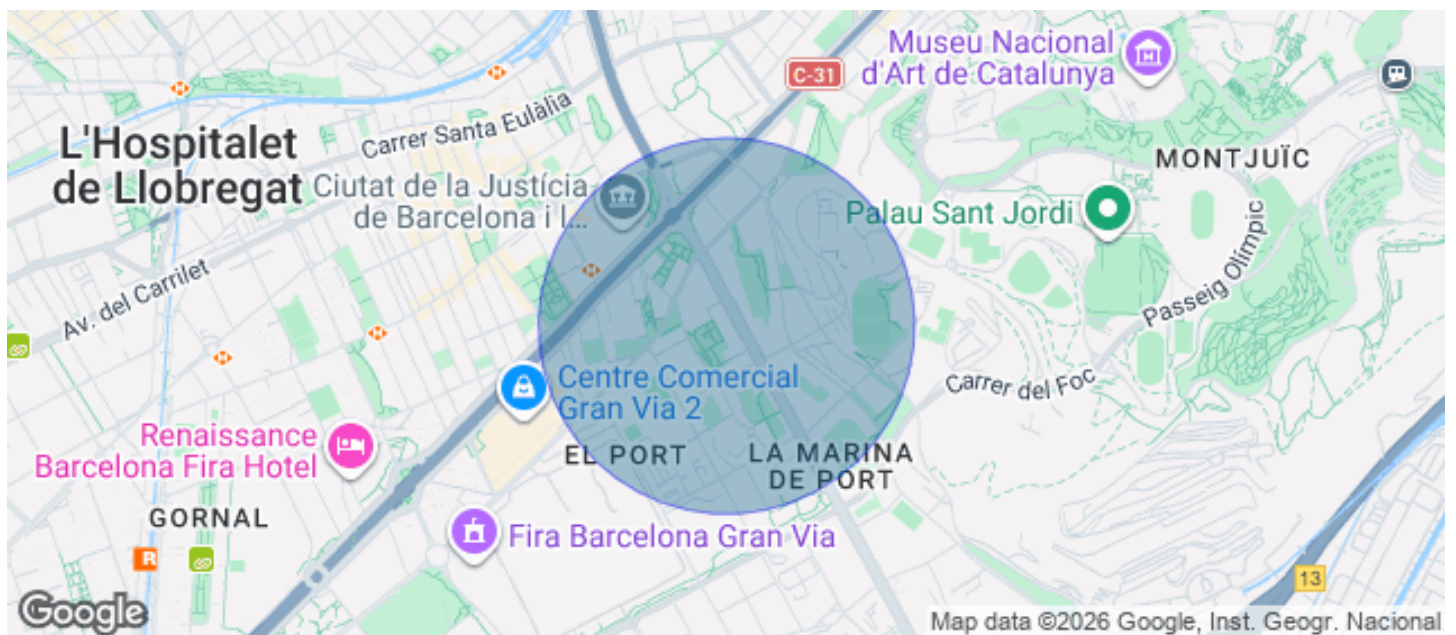 Museu Nacional
d'Art de Catalunya
C-31
L'Hospitalet
de Llobregat
Carrer Santa Eulàlia
Ciutat de la Justícia
de Barcelona i l...
MONTJUÏC
Palau Sant Jordi
Av. del Carrilet
Passeig Olímpic
Centre Comercial
Gran Via 2
Carrer del Foc
Renaissance
Barcelona Fira Hotel
EL PORT
LA MARINA
DE PORT
GORNAL
Fira Barcelona Gran Via
R
13
Google
Map data ©2026 Google, Inst. Geogr. Nacional